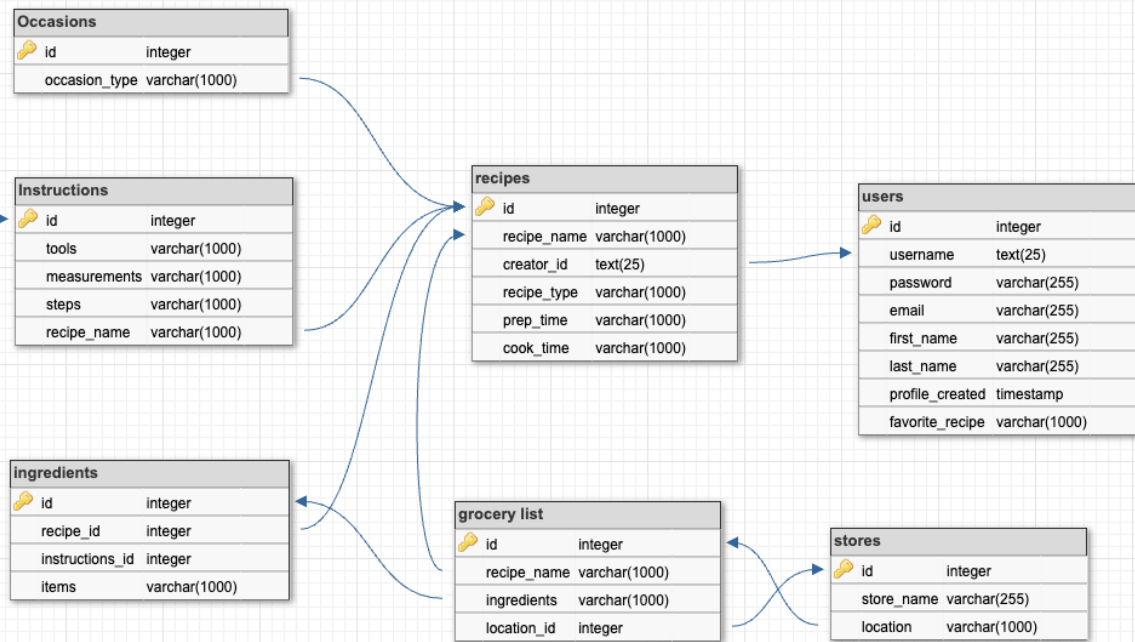 Occasions
id integer
occasion_type varchar(1000)
Instructions
id integer
tools varchar(1000)
measurements varchar(1000)
steps varchar(1000)
recipe_name varchar(1000)
recipes
id integer
recipe_name varchar(1000)
creator_id text(25)
recipe_type varchar(1000)
prep_time varchar(1000)
cook_time varchar(1000)
users
id integer
username text(25)
password varchar(255)
email varchar(255)
first_name varchar(255)
last_name varchar(255)
profile_created timestamp
favorite_recipe varchar(1000)
ingredients
id integer
recipe_id integer
instructions_id integer
items varchar(1000)
grocery list
id integer
recipe_name varchar(1000)
ingredients varchar(1000)
location_id integer
stores
id integer
store_name varchar(255)
location varchar(1000)